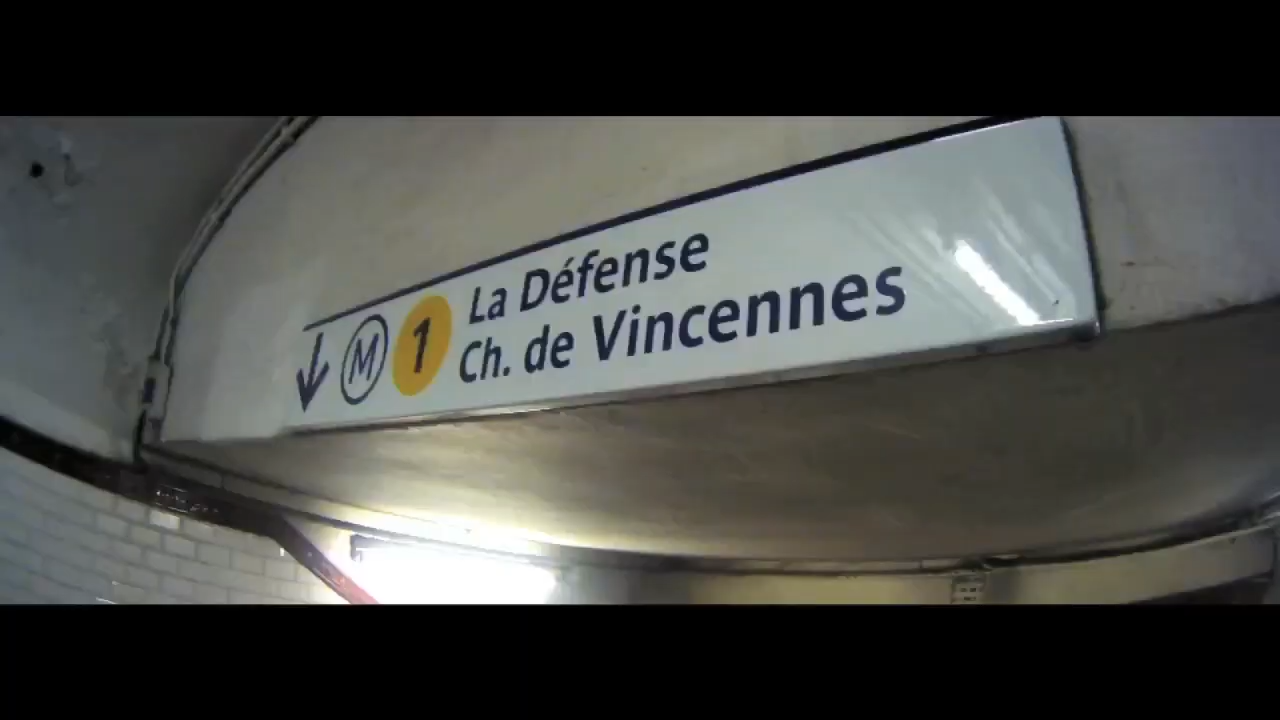 ↓ M 1 La Défense
Ch. de Vincennes